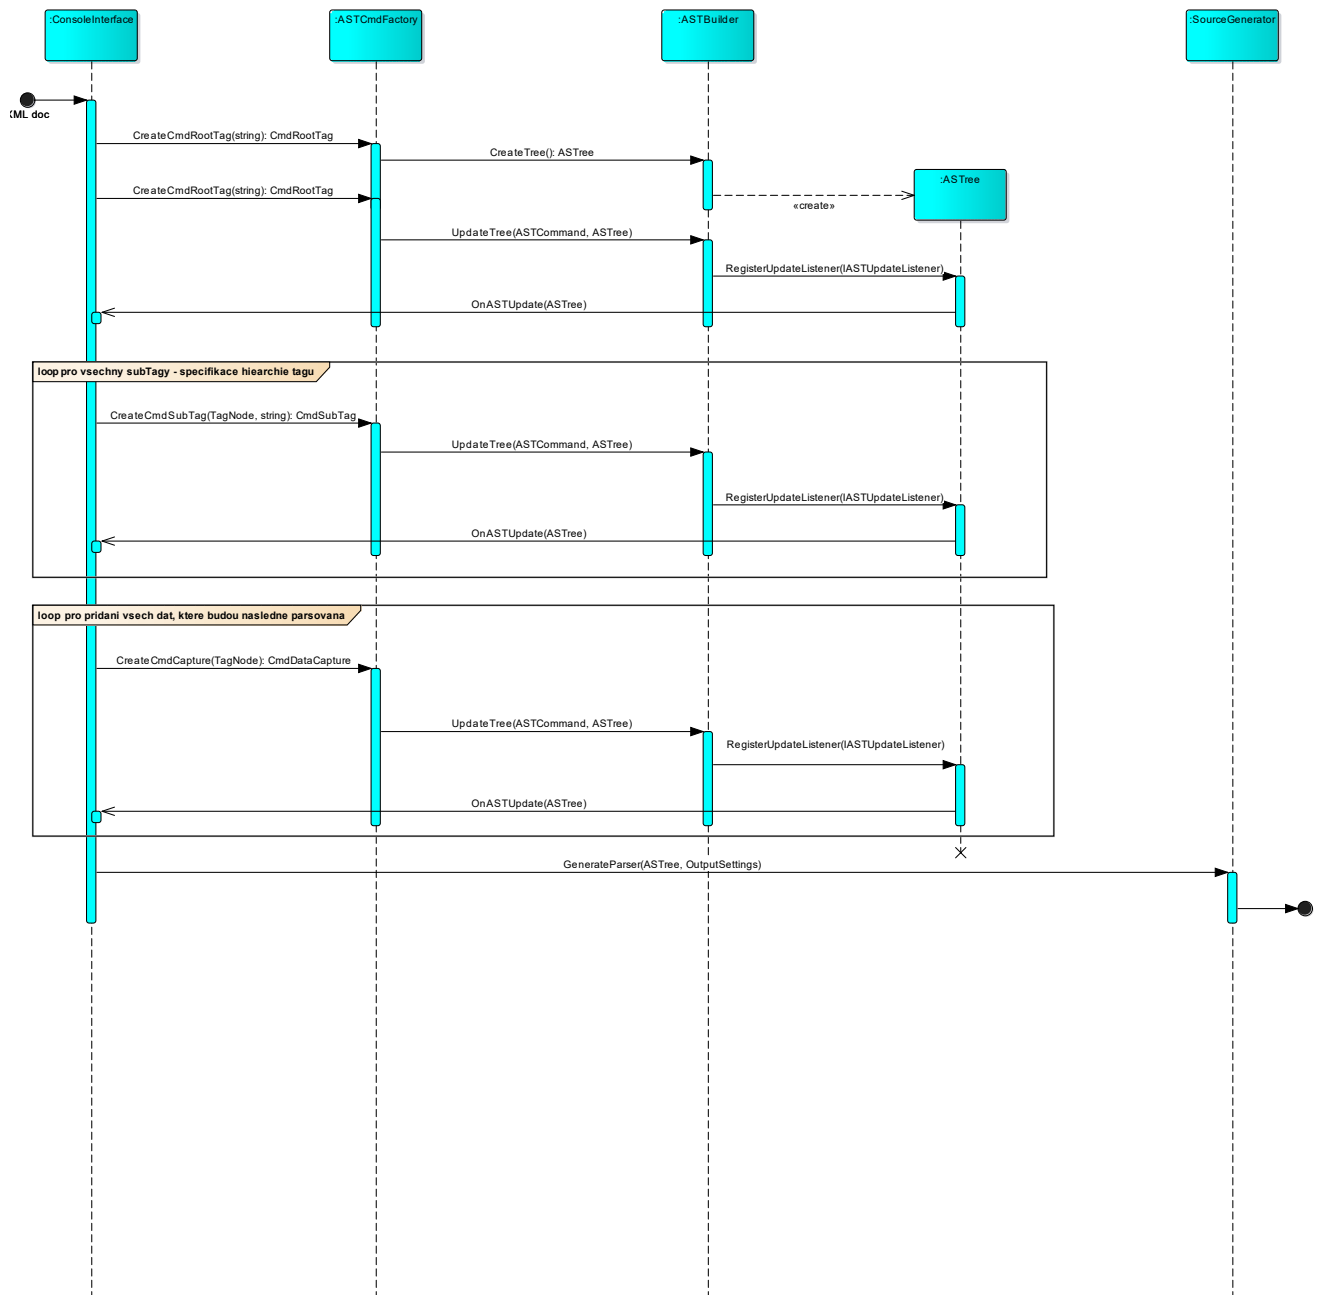 :ConsoleInterface
:ASTCmdFactory
:ASTBuilder
:SourceGenerator
XML doc
CreateCmdRootTag(string): CmdRootTag
CreateTree(): ASTree
:ASTree
CreateCmdRootTag(string): CmdRootTag
«create»
UpdateTree(ASTCommand, ASTree)
RegisterUpdateListener(IASTUpdateListener)
OnASTUpdate(ASTree)
loop pro vsechny subTagy - specifikace hiearchie tagu
CreateCmdSubTag(TagNode, string): CmdSubTag
UpdateTree(ASTCommand, ASTree)
RegisterUpdateListener(IASTUpdateListener)
OnASTUpdate(ASTree)
loop pro pridani vsech dat, ktere budou nasledne parsovana
CreateCmdCapture(TagNode): CmdDataCapture
UpdateTree(ASTCommand, ASTree)
RegisterUpdateListener(IASTUpdateListener)
OnASTUpdate(ASTree)
GenerateParser(ASTree, OutputSettings)